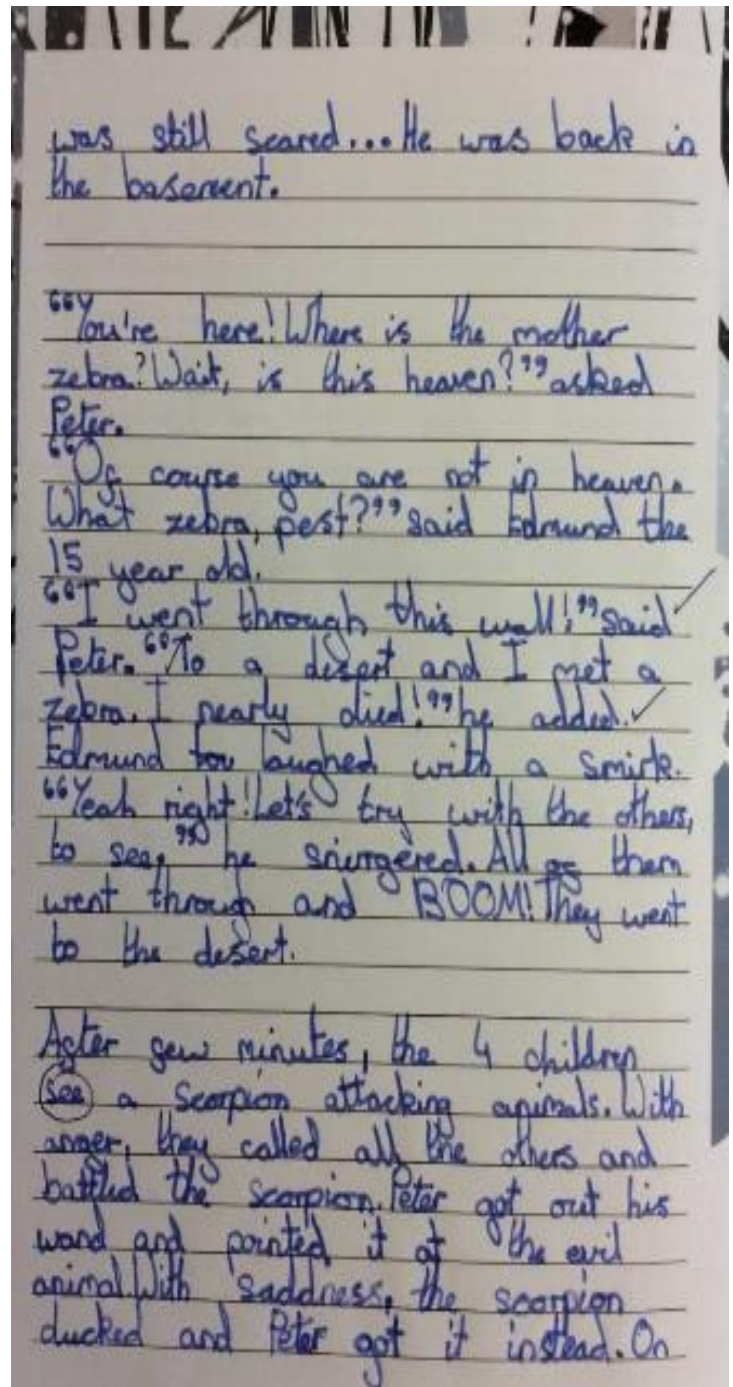 was still scared... He was back in
the basement.
“You're here! Where is the mother
zebra? Wait, is this heaven?” asked
Peter.
“Of course you are not in heaven.
What zebra, pest?” said Edmund the
15 year old.
“I went through this wall!” said
Peter. “To a desert and I met a
zebra. I nearly died!” he added.
Edmund tou laughed with a smirk.
“Yeah right! Let's try with the others,
to see,” he snurgered. All of them
went through and BOOM! They went
to the desert.
After few minutes, the 4 children
see a scorpion attacking animals. With
anger, they called all the others and
battled the scorpion. Peter got out his
wand and pointed it at the evil
animal. With saddness, the scorpion
ducked and Peter got it instead. On